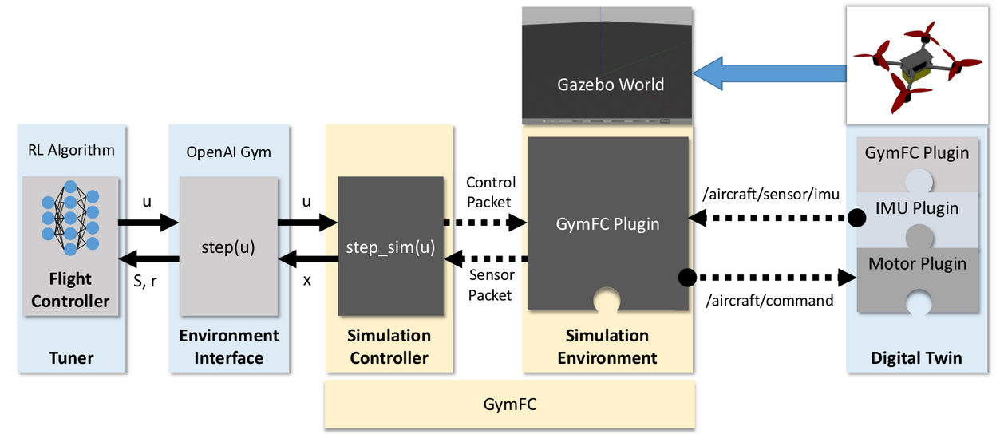 Gazebo World
RL Algorithm
Flight
Controller
Tuner
u
S, r
OpenAI Gym
step(u)
Environment
Interface
u
x
step_sim(u)
Simulation
Controller
Control
Packet
Sensor
Packet
GymFC Plugin
Simulation
Environment
/aircraft/sensor/imu
/aircraft/command
GymFC Plugin
IMU Plugin
Motor Plugin
Digital Twin
GymFC